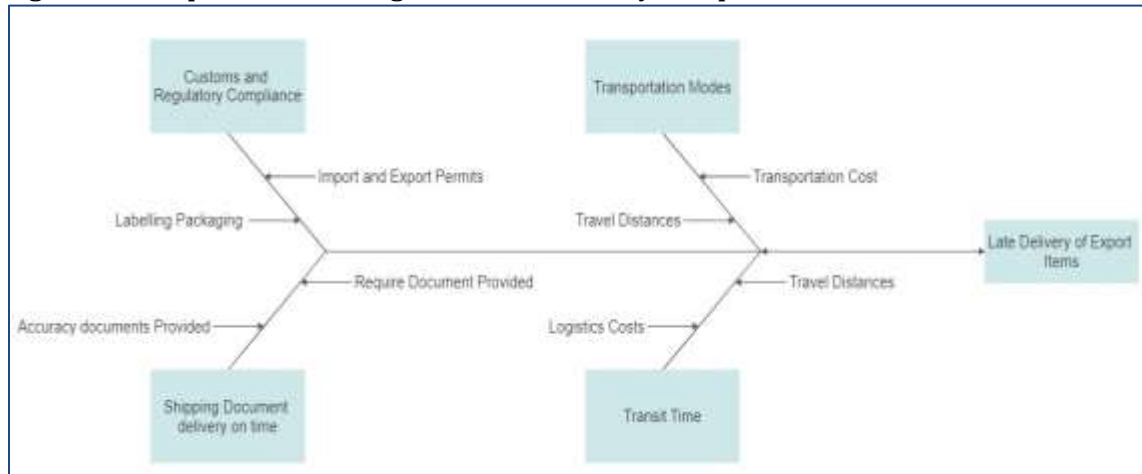 Customs and
Regulatory Compliance
Transportation Modes
Import and Export Permits
Transportation Cost
Labelling Packaging
Travel Distances
Late Delivery of Export
Items
Require Document Provided
Travel Distances
Accuracy documents Provided
Logistics Costs
Shipping Document
delivery on time
Transit Time